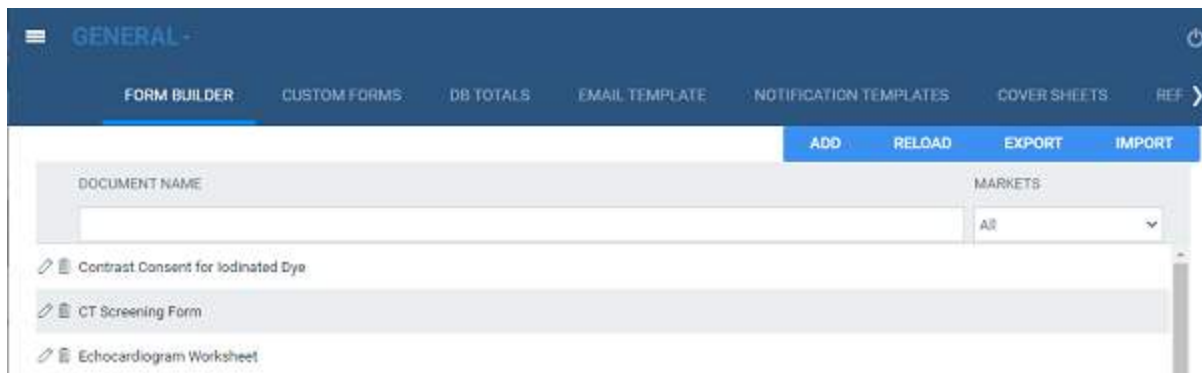 GENERAL-
FORM BUILDER CUSTOM FORMS DB TOTALS EMAIL TEMPLATE NOTIFICATION TEMPLATES COVER SHEETS REF
ADD RELOAD EXPORT IMPORT
DOCUMENT NAME MARKETS
All
Contrast Consent for Iodinated Dye
CT Screening Form
Echocardiogram Worksheet